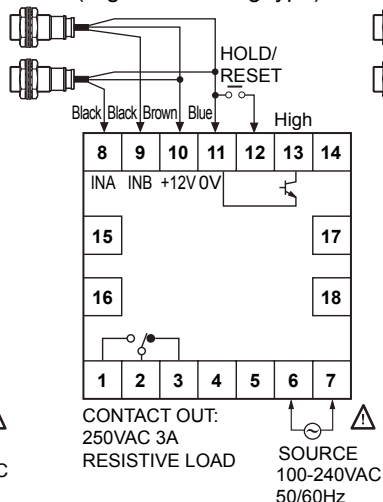 HOLD/
RESET
Black Black Brown Blue
High
8 9 10 11 12 13 14
INA INB +12V 0V
15 17
16 18
1 2 3 4 5 6 7
CONTACT OUT:
250VAC 3A
RESISTIVE LOAD
SOURCE
100-240VAC
50/60Hz